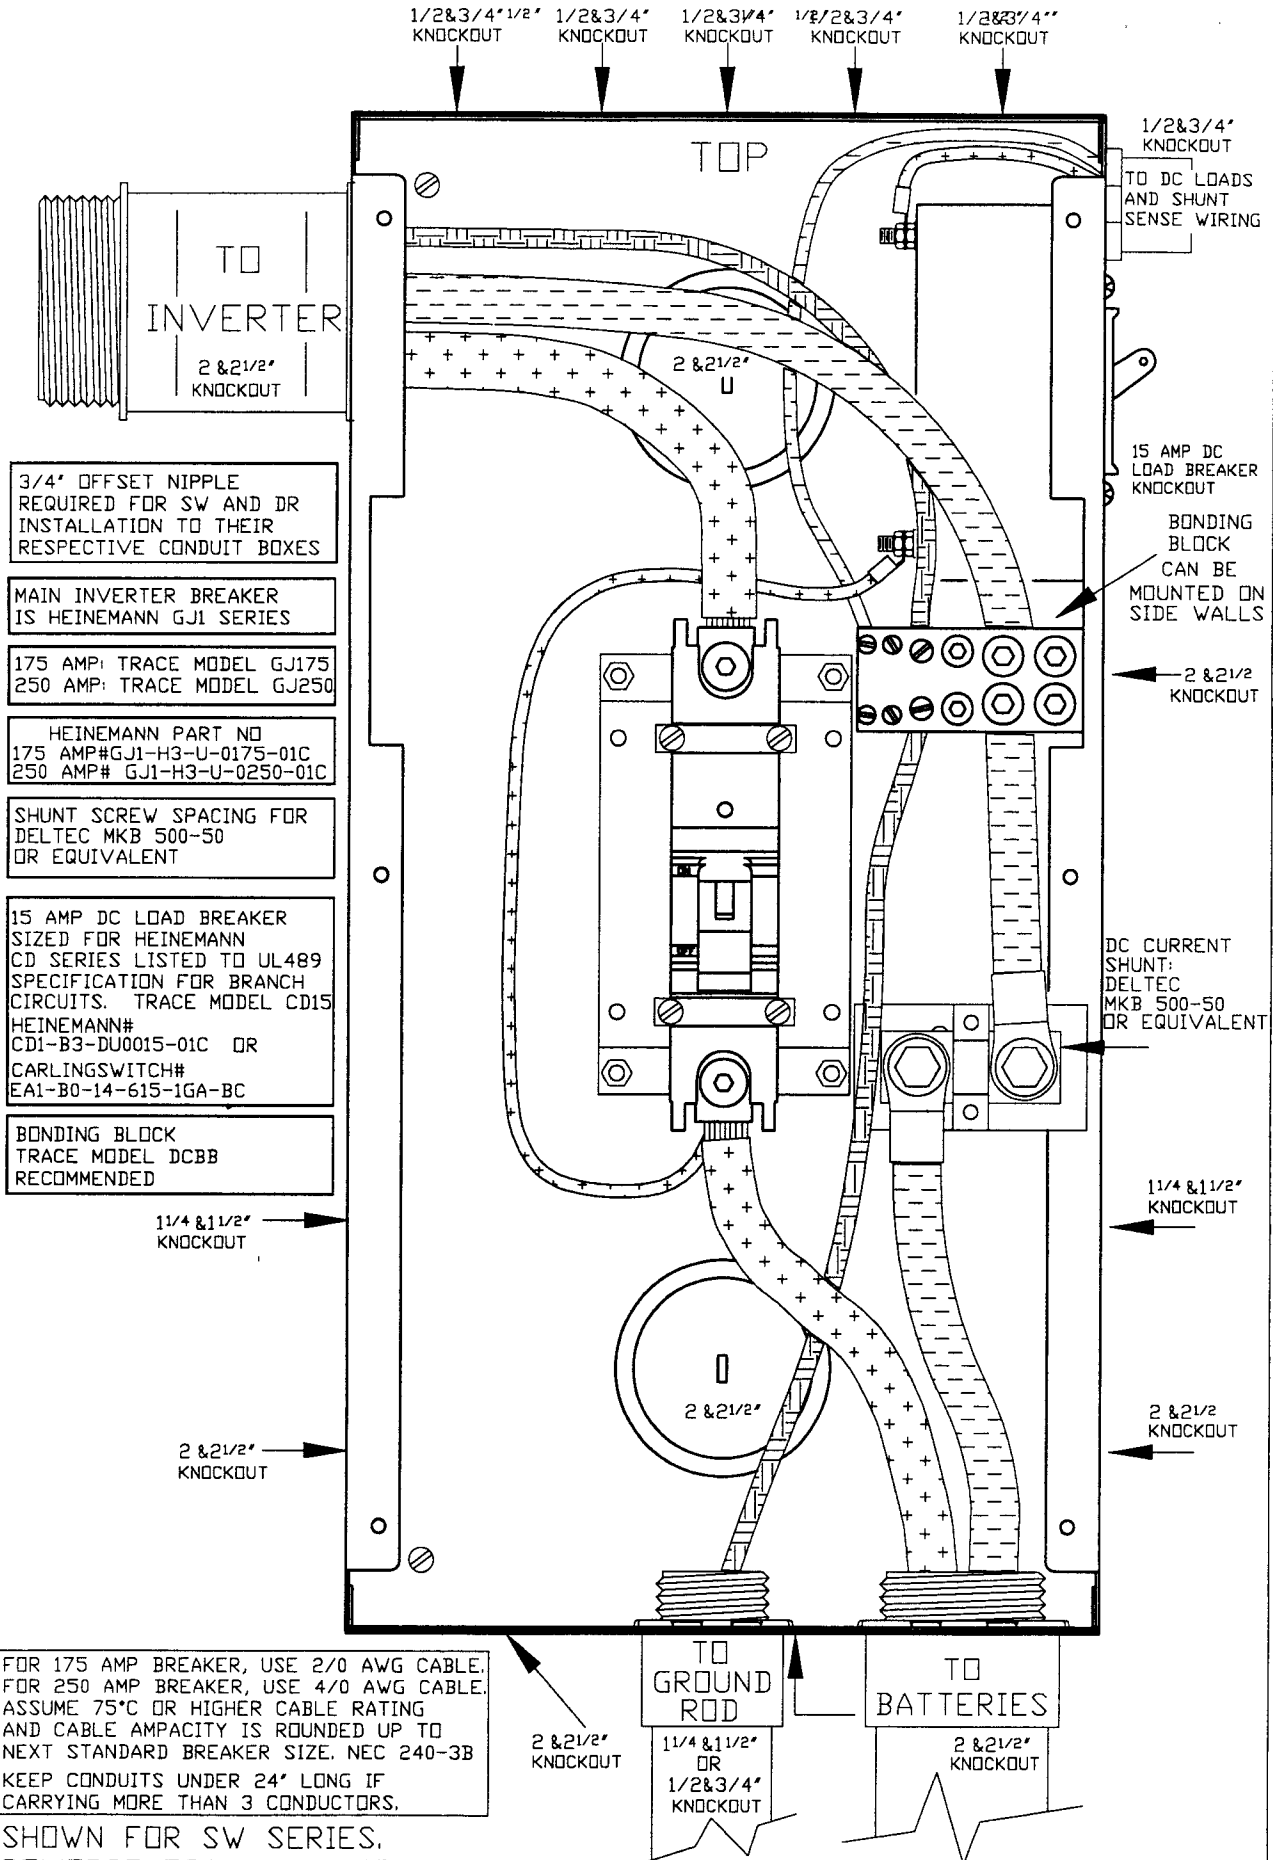 1/2&3/4" 1/2"
KNOCKOUT
1/2&3/4"
KNOCKOUT
1/2&3/4"
KNOCKOUT
1/2&3/4"
KNOCKOUT
1/2&3/4"
KNOCKOUT
TOP
1/2&3/4"
KNOCKOUT
TO DC LOADS
AND SHUNT
SENSE WIRING
TO
INVERTER
2 &2 1/2"
KNOCKOUT
2 &2 1/2"
15 AMP DC
LOAD BREAKER
KNOCKOUT
BONDING
BLOCK
CAN BE
MOUNTED ON
SIDE WALLS
2 &2 1/2
KNOCKOUT
3/4" OFFSET NIPPLE
REQUIRED FOR SW AND DR
INSTALLATION TO THEIR
RESPECTIVE CONDUIT BOXES
MAIN INVERTER BREAKER
IS HEINEMANN GJ1 SERIES
175 AMP: TRACE MODEL GJ175
250 AMP: TRACE MODEL GJ250
HEINEMANN PART NO
175 AMP#GJ1-H3-U-0175-01C
250 AMP# GJ1-H3-U-0250-01C
SHUNT SCREW SPACING FOR
DELTEC MKB 500-50
OR EQUIVALENT
15 AMP DC LOAD BREAKER
SIZED FOR HEINEMANN
CD SERIES LISTED TO UL489
SPECIFICATION FOR BRANCH
CIRCUITS. TRACE MODEL CD15
HEINEMANN#
CD1-B3-DU0015-01C OR
CARLINGSWITCH#
EA1-B0-14-615-1GA-BC
BONDING BLOCK
TRACE MODEL DCBB
RECOMMENDED
ON
OFF
DC CURRENT
SHUNT:
DELTEC
MKB 500-50
OR EQUIVALENT
1 1/4 &1 1/2"
KNOCKOUT
1 1/4 &1 1/2"
KNOCKOUT
2 &2 1/2"
2 &2 1/2"
KNOCKOUT
2 &2 1/2
KNOCKOUT
FOR 175 AMP BREAKER, USE 2/0 AWG CABLE.
FOR 250 AMP BREAKER, USE 4/0 AWG CABLE.
ASSUME 75°C OR HIGHER CABLE RATING
AND CABLE AMPACITY IS ROUNDED UP TO
NEXT STANDARD BREAKER SIZE. NEC 240-3B
KEEP CONDUITS UNDER 24" LONG IF
CARRYING MORE THAN 3 CONDUCTORS.
2 &2 1/2"
KNOCKOUT
TO
GROUND
ROD
1 1/4 &1 1/2"
OR
1/2&3/4"
KNOCKOUT
TO
BATTERIES
2 &2 1/2"
KNOCKOUT
SHOWN FOR SW SERIES.